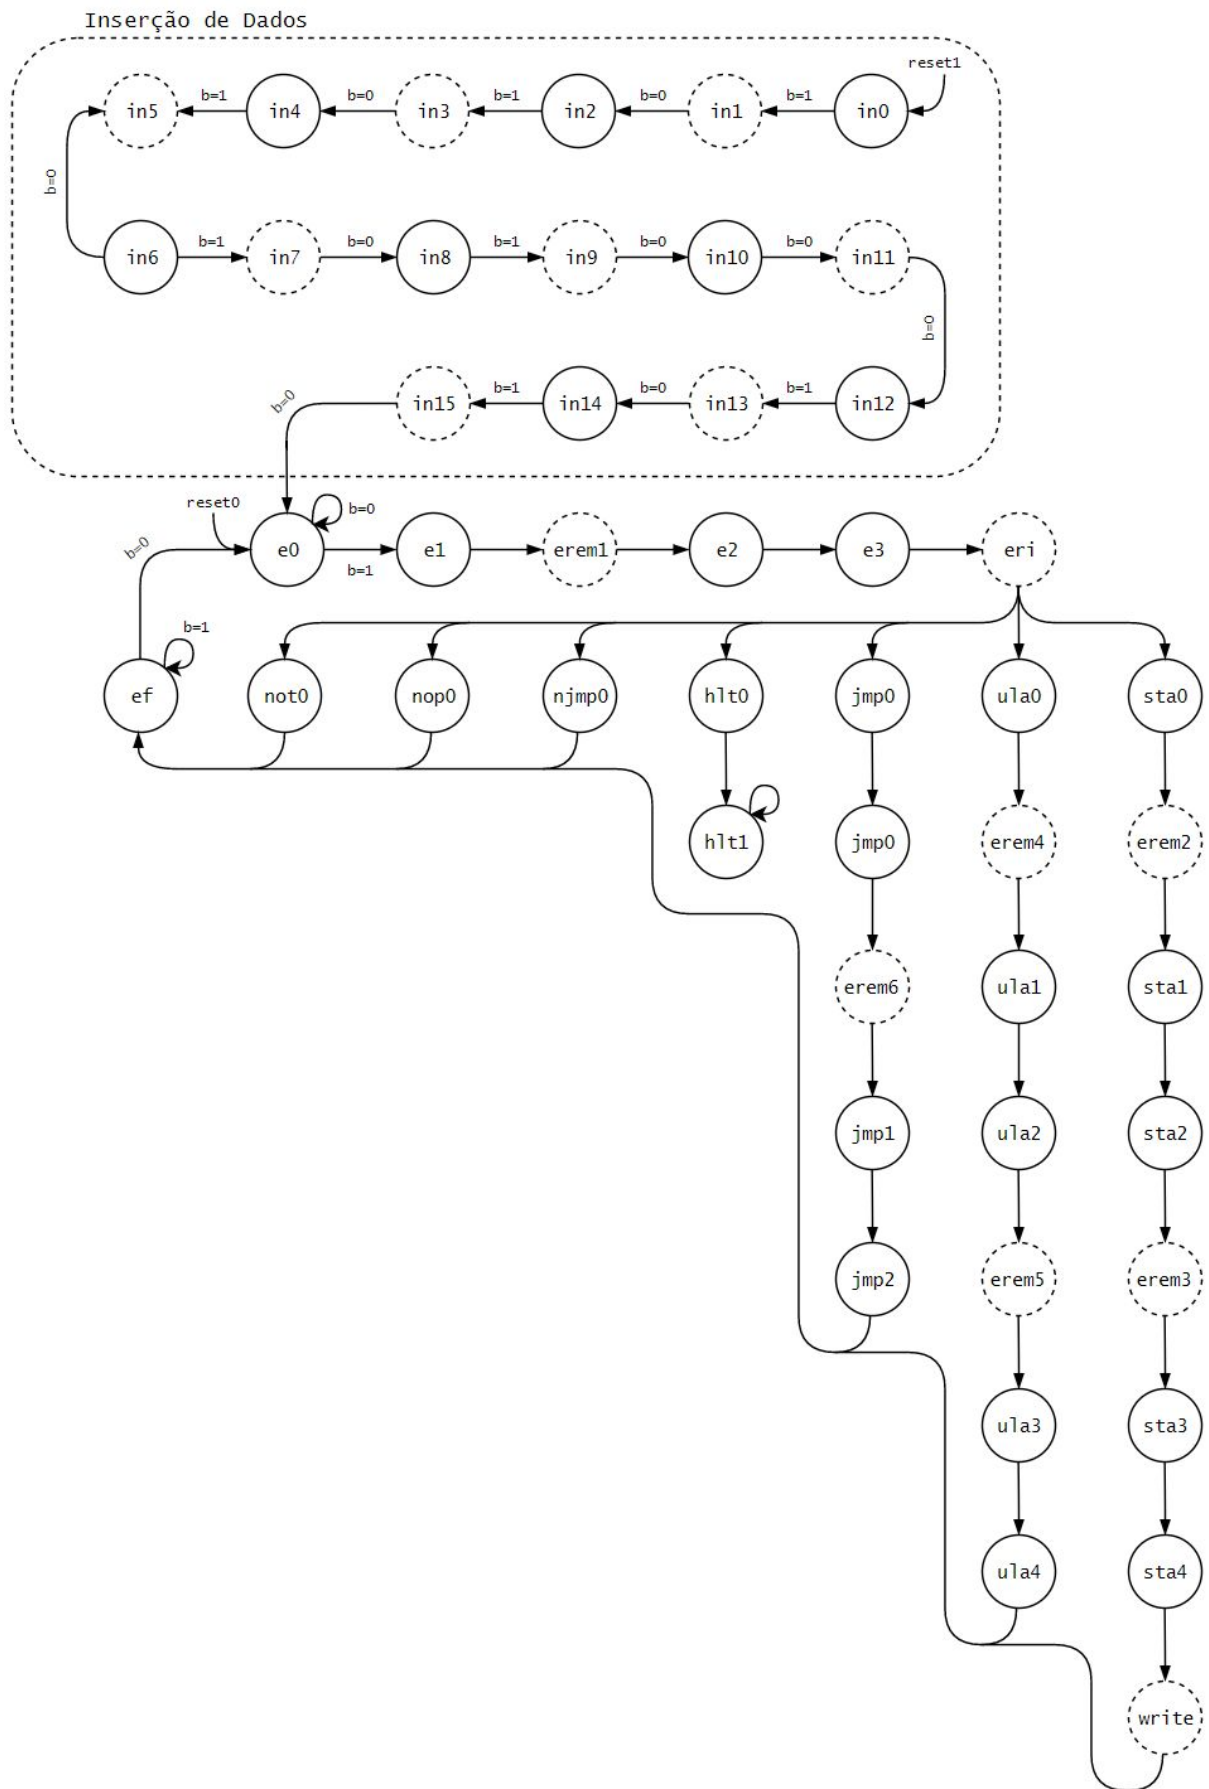 Inserção de Dados
reset1
in5 b=1 in4 b=0 in3 b=1 in2 b=0 in1 b=1 in0
b=0
in6 b=1 in7 b=0 in8 b=1 in9 b=0 in10 b=0 in11
b=0
b=0 in15 b=1 in14 b=0 in13 b=1 in12
reset0
b=0
b=0
e0 b=1 e1 erem1 e2 e3 eri
b=1
ef not0 nop0 njmp0 hlt0 jmp0 ula0 sta0
hlt1 jmp0 erem4 erem2
erem6 ula1 sta1
jmp1 ula2 sta2
jmp2 erem5 erem3
ula3 sta3
ula4 sta4
write